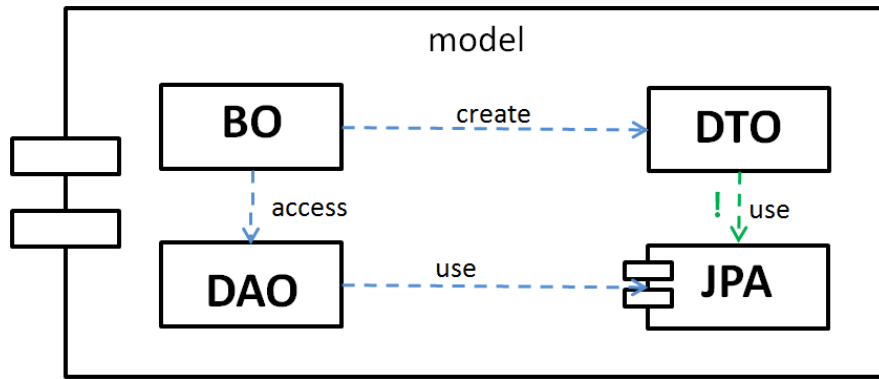 model
BO
create
DTO
access
!
use
DAO
use
JPA